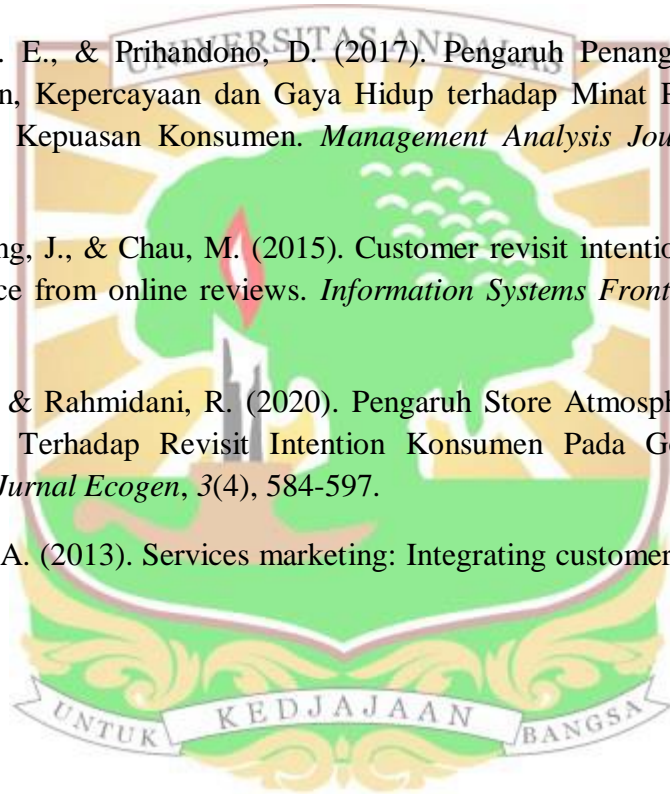 . E., & Prihandono, D. (2017). Pengaruh Penang
n, Kepercayaan dan Gaya Hidup terhadap Minat P
Kepuasan Konsumen. Management Analysis Jou
ng, J., & Chau, M. (2015). Customer revisit intentio
ce from online reviews. Information Systems Front
& Rahmidani, R. (2020). Pengaruh Store Atmosph
Terhadap Revisit Intention Konsumen Pada Ge
Jurnal Ecogen, 3(4), 584-597.
A. (2013). Services marketing: Integrating customer
UNIVERSITAS ANDALAS
UNTUK KEDJAJAAN BANGSA